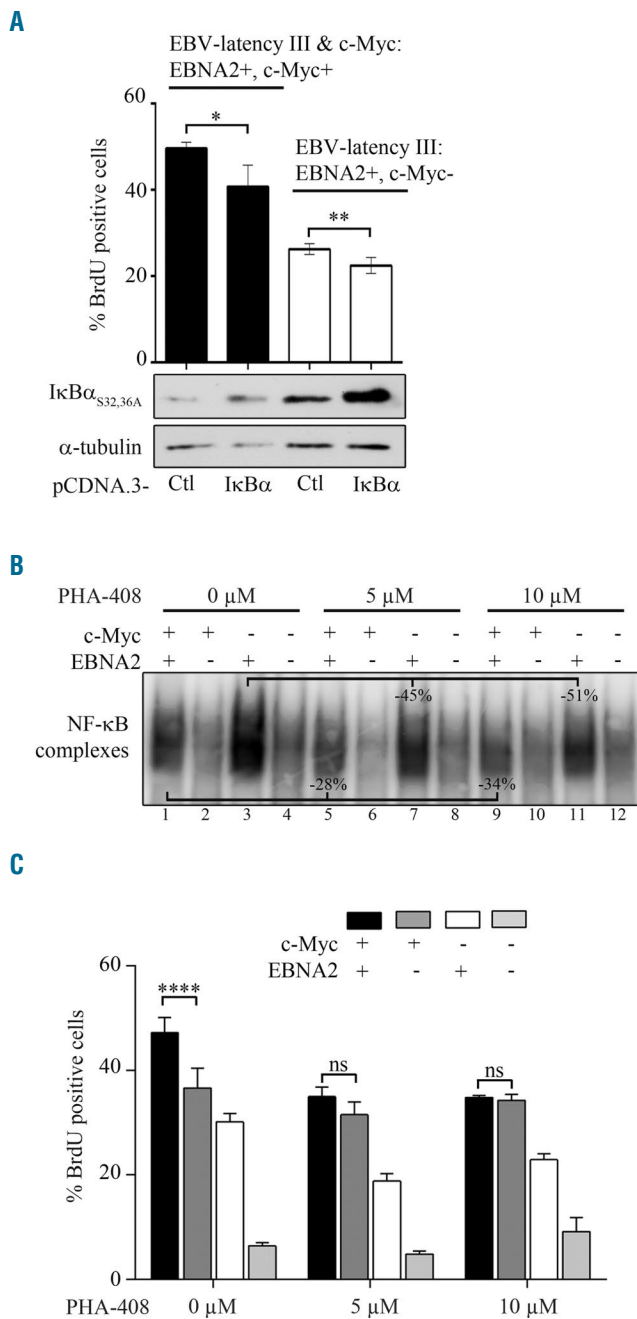 A
EBV-latency III & c-Myc:
EBNA2+, c-Myc+
60
*
EBV-latency III:
EBNA2+, c-Myc-
40
**
20
0
% BrdU positive cells
IκBα S32,36A
α-tubulin
pCDNA.3- Ctl IκBα Ctl IκBα
B
PHA-408 0 µM 5 µM 10 µM
c-Myc + + - - + + - - + + - -
EBNA2 + - + - + - + - + - + -
-45% -51%
NF-κB
complexes
-28% -34%
1 2 3 4 5 6 7 8 9 10 11 12
C
c-Myc + + - -
EBNA2 + - + -
60
****
ns ns
40
20
0
% BrdU positive cells
PHA-408 0 µM 5 µM 10 µM